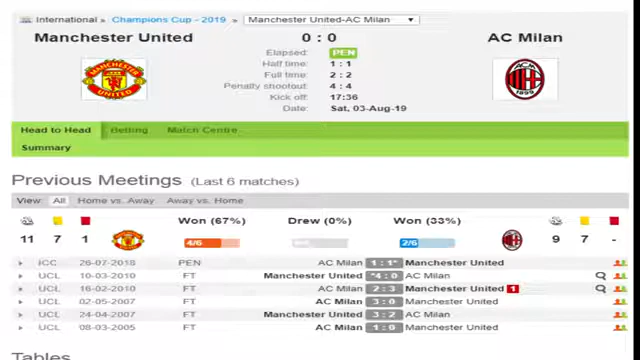 International » Champions Cup - 2019 » Manchester United-AC Milan
Manchester United 0 : 0 AC Milan
Elapsed: PEN
Half time: 1 : 1
Full time: 2 : 2
Penalty shootout: 4 : 4
Kick off: 17:36
Date: Sat, 03-Aug-19
MANCHESTER UNITED
ACM 1899
Head to Head Betting Match Centre
Summary
Previous Meetings (Last 6 matches)
View: All Home vs. Away Away vs. Home
Won (67%) Drew (0%) Won (33%)
11 7 1 4/6 2/6 9 7 -
ICC 26-07-2018 PEN AC Milan 1 : 1* Manchester United
UCL 10-03-2010 FT Manchester United *4 : 0 AC Milan
UCL 16-02-2010 FT AC Milan 2 : 3 Manchester United 1
UCL 02-05-2007 FT AC Milan 3 : 0 Manchester United
UCL 24-04-2007 FT Manchester United 3 : 2 AC Milan
UCL 08-03-2005 FT AC Milan 1 : 0 Manchester United
Tables